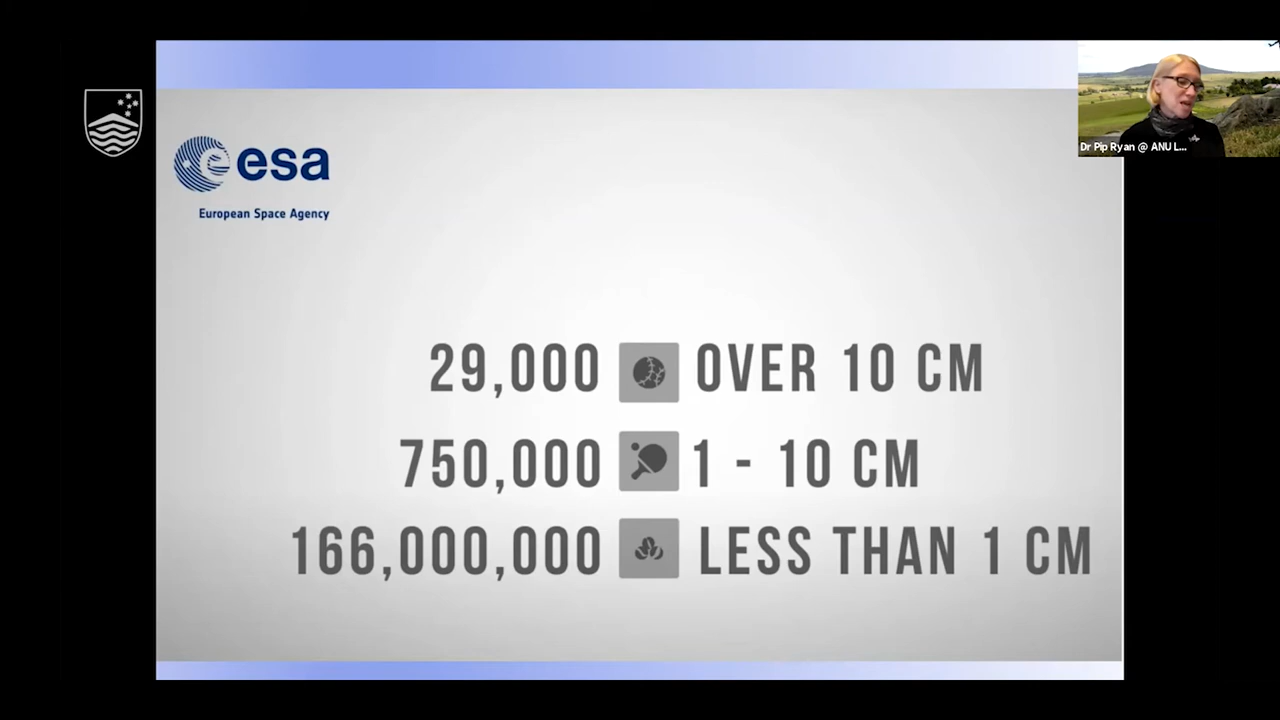 esa
European Space Agency
Dr Pip Ryan @ ANU L...
29,000 OVER 10 CM
750,000 1 - 10 CM
166,000,000 LESS THAN 1 CM